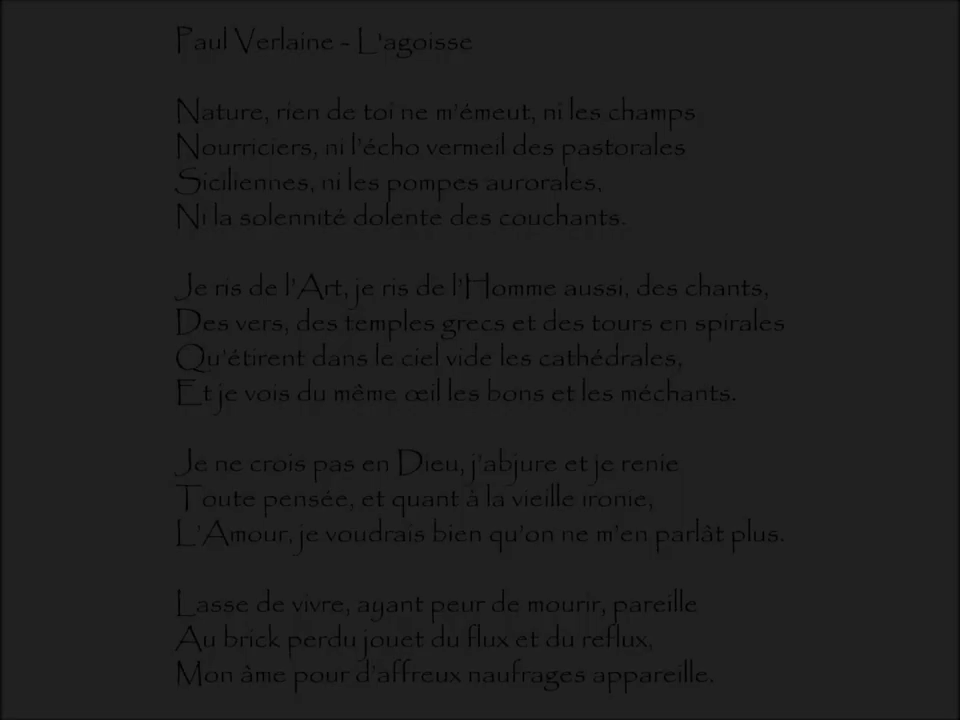 Paul Verlaine - L'agoisse
Nature, rien de toi ne m'émeut, ni les champs
Nourriciers, ni l'écho vermeil des pastorales
Siciliennes, ni les pompes aurorales,
Ni la solennité dolente des couchants.
Je ris de l'Art, je ris de l'Homme aussi, des chants,
Des vers, des temples grecs et des tours en spirales
Qu'étirent dans le ciel vide les cathédrales,
Et je vois du même œil les bons et les méchants.
Je ne crois pas en Dieu, j'abjure et je renie
Toute pensée, et quant à la vieille ironie,
L'Amour, je voudrais bien qu'on ne m'en parlât plus.
Lasse de vivre, ayant peur de mourir, pareille
Au brick perdu jouet du flux et du reflux,
Mon âme pour d'affreux naufrages appareille.